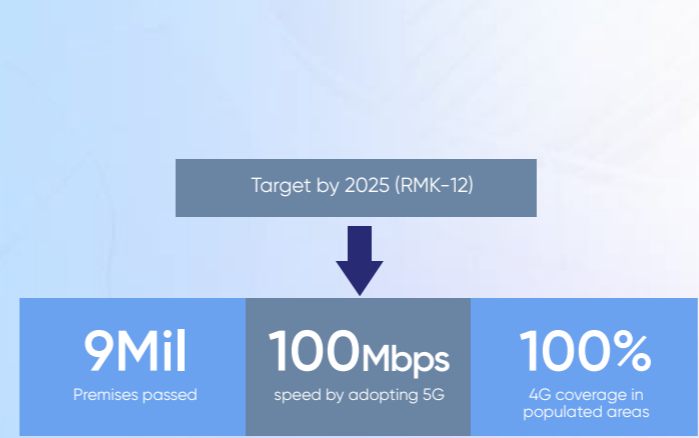 Target by 2025 (RMK-12)
9Mil
Premises passed
100Mbps
speed by adopting 5G
100%
4G coverage in
populated areas